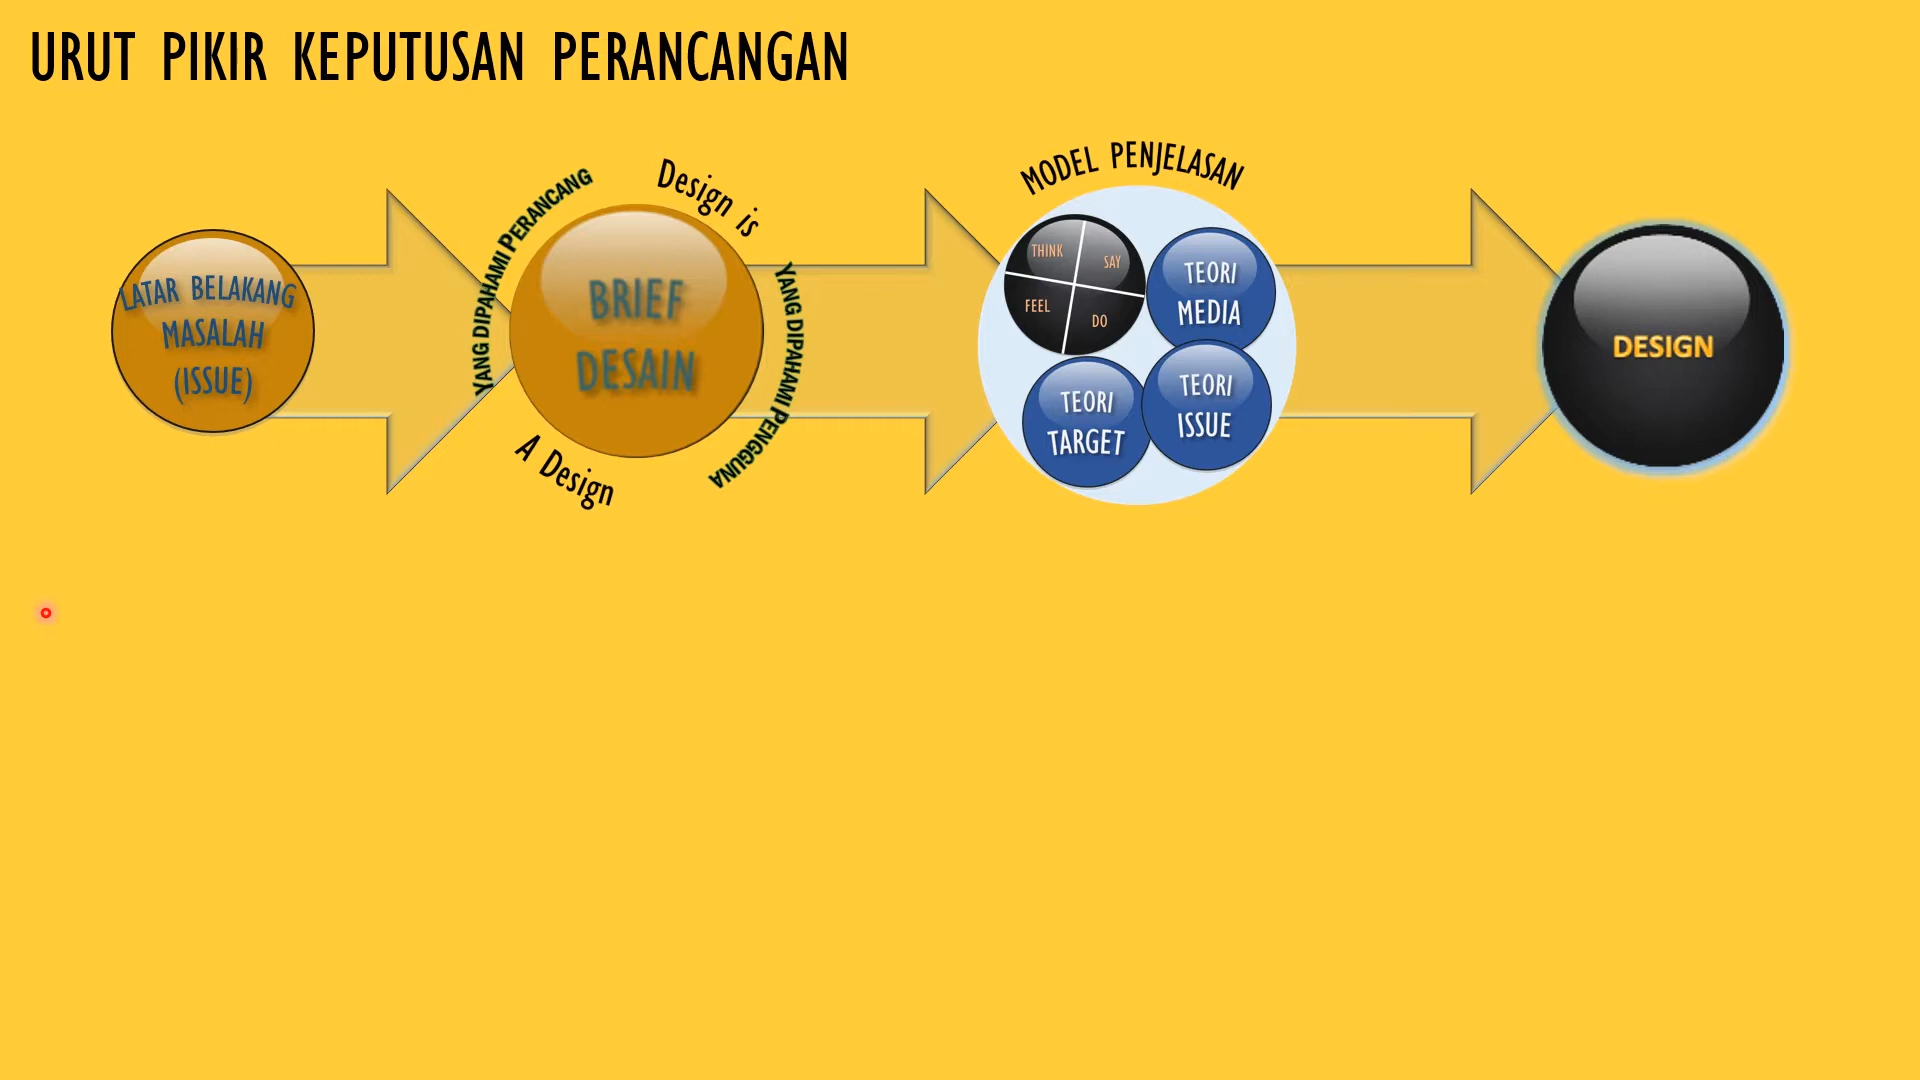 URUT PIKIR KEPUTUSAN PERANCANGAN
LATAR BELAKANG
MASALAH
(ISSUE)
YANG DIPAHAMI PERANCANG
Design is
BRIEF
DESAIN
A Design
YANG DIPAHAMI PENGGUNA
MODEL PENJELASAN
THINK
SAY
FEEL
DO
TEORI
MEDIA
TEORI
TARGET
TEORI
ISSUE
DESIGN